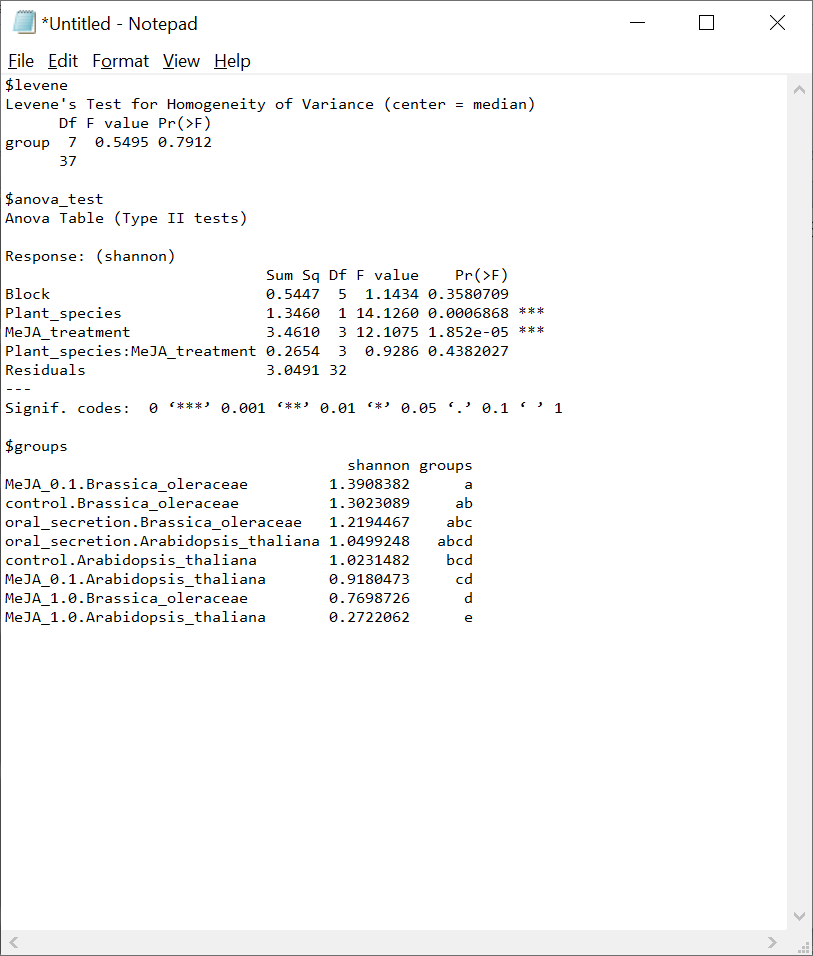 *Untitled - Notepad
File Edit Format View Help
$levene
Levene's Test for Homogeneity of Variance (center = median)
      Df F value Pr(>F)
group  7  0.5495 0.7912
      37
$anova_test
Anova Table (Type II tests)
Response: (shannon)
                             Sum Sq Df F value    Pr(>F)
Block                        0.5447  5  1.1434 0.3580709
Plant_species                1.3460  1 14.1260 0.0006868 ***
MeJA_treatment               3.4610  3 12.1075 1.852e-05 ***
Plant_species:MeJA_treatment 0.2654  3  0.9286 0.4382027
Residuals                    3.0491 32
---
Signif. codes:  0 ‘***’ 0.001 ‘**’ 0.01 ‘*’ 0.05 ‘.’ 0.1 ‘ ’ 1
$groups
                                      shannon groups
MeJA_0.1.Brassica_oleraceae         1.3908382      a
control.Brassica_oleraceae          1.3023089     ab
oral_secretion.Brassica_oleraceae   1.2194467    abc
oral_secretion.Arabidopsis_thaliana 1.0499248   abcd
control.Arabidopsis_thaliana        1.0231482    bcd
MeJA_0.1.Arabidopsis_thaliana       0.9180473     cd
MeJA_1.0.Brassica_oleraceae         0.7698726      d
MeJA_1.0.Arabidopsis_thaliana       0.2722062      e